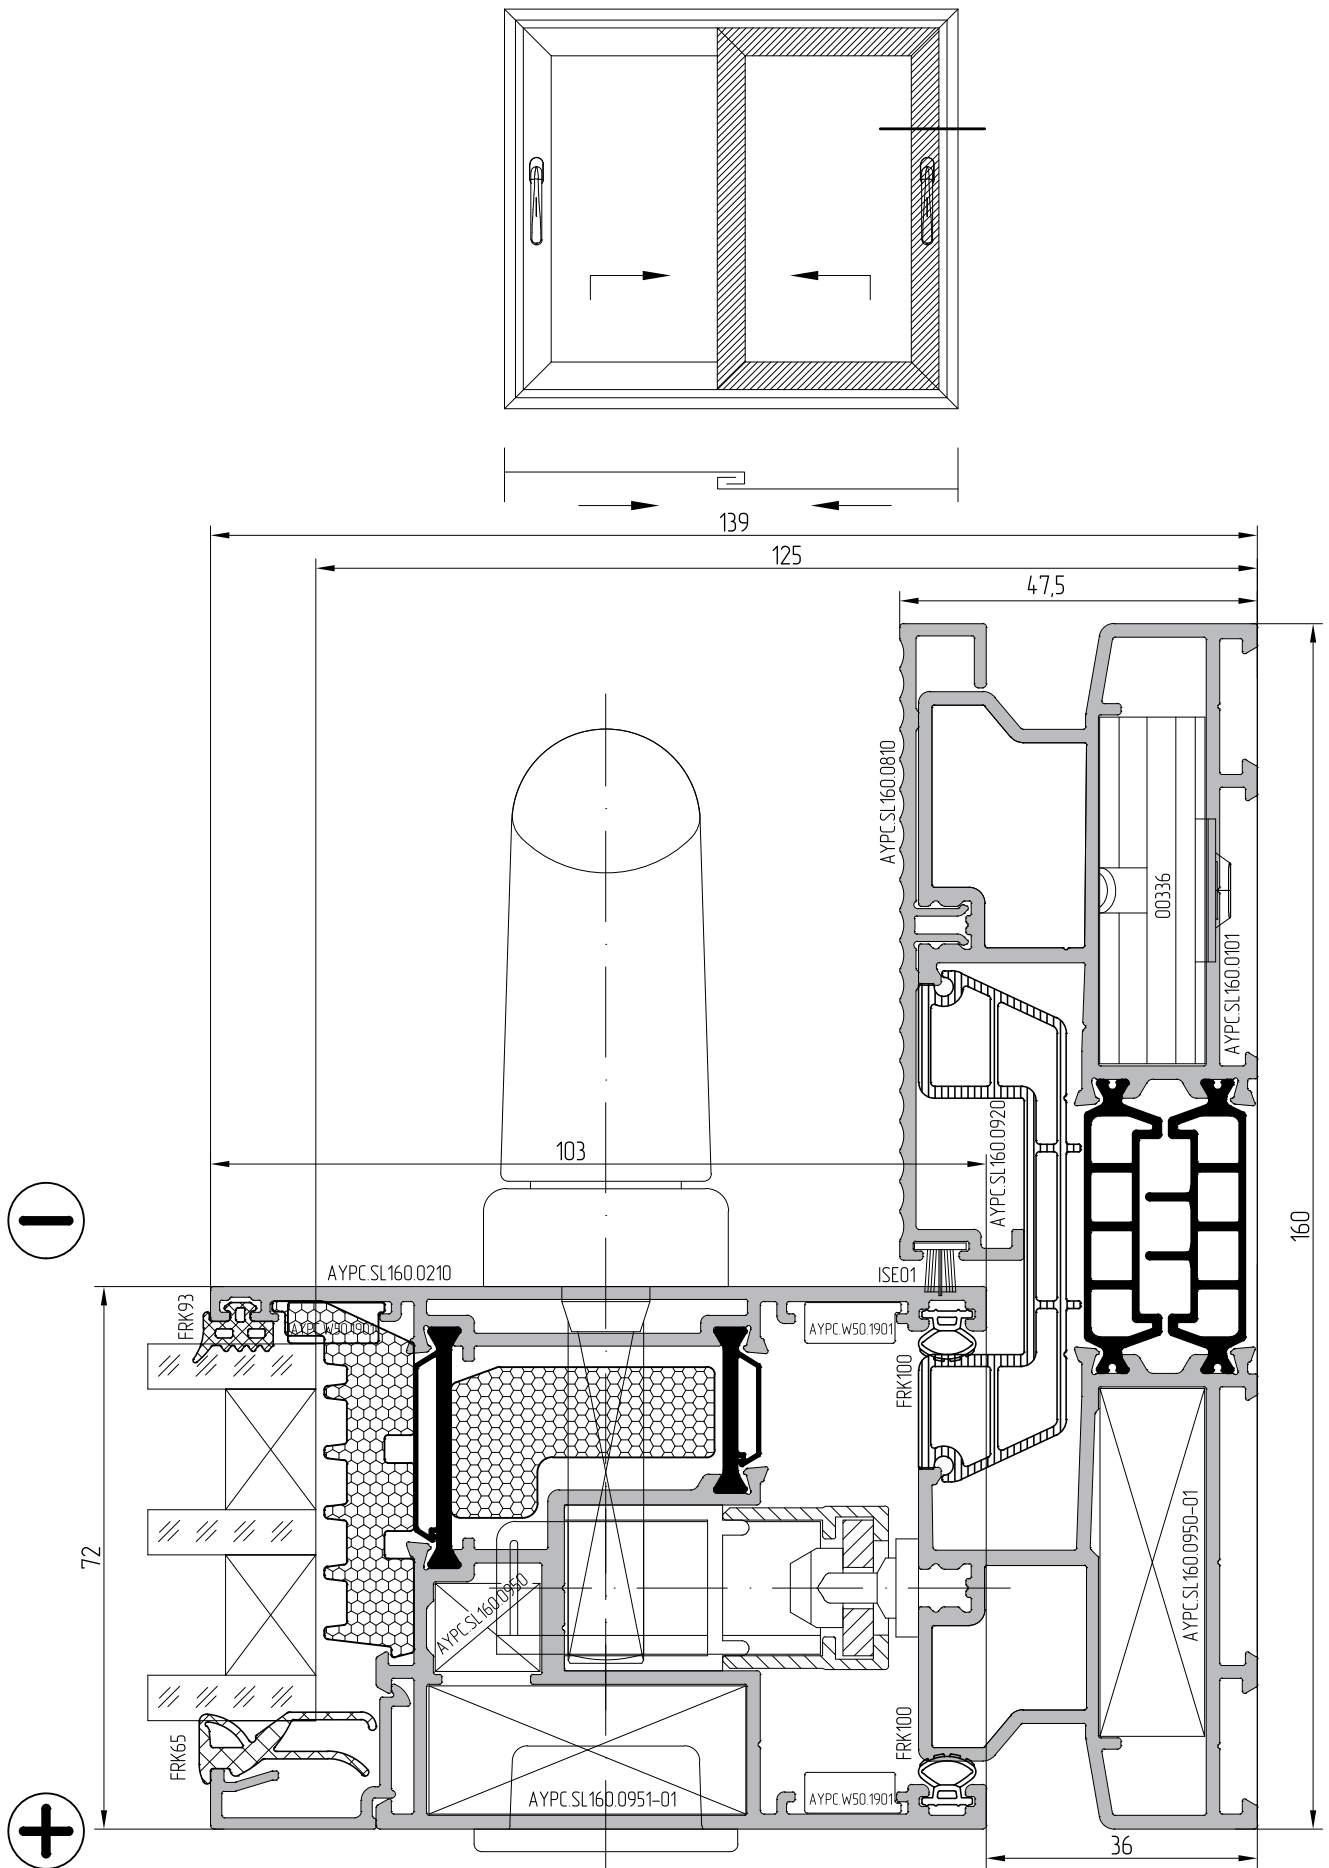 139
125
47,5
AYPC.SL160.0810
00336
AYPC.SL160.0101
AYPC.SL160.0920
103
160
AYPC.SL160.0210
ISE01
FRK93
AYPC.W50.1901
AYPC.W50.1901
FRK100
72
AYPC.SL160.0950
AYPC.SL160.0950-01
FRK65
FRK100
AYPC.SL160.0951-01
AYPC.W50.1901
36